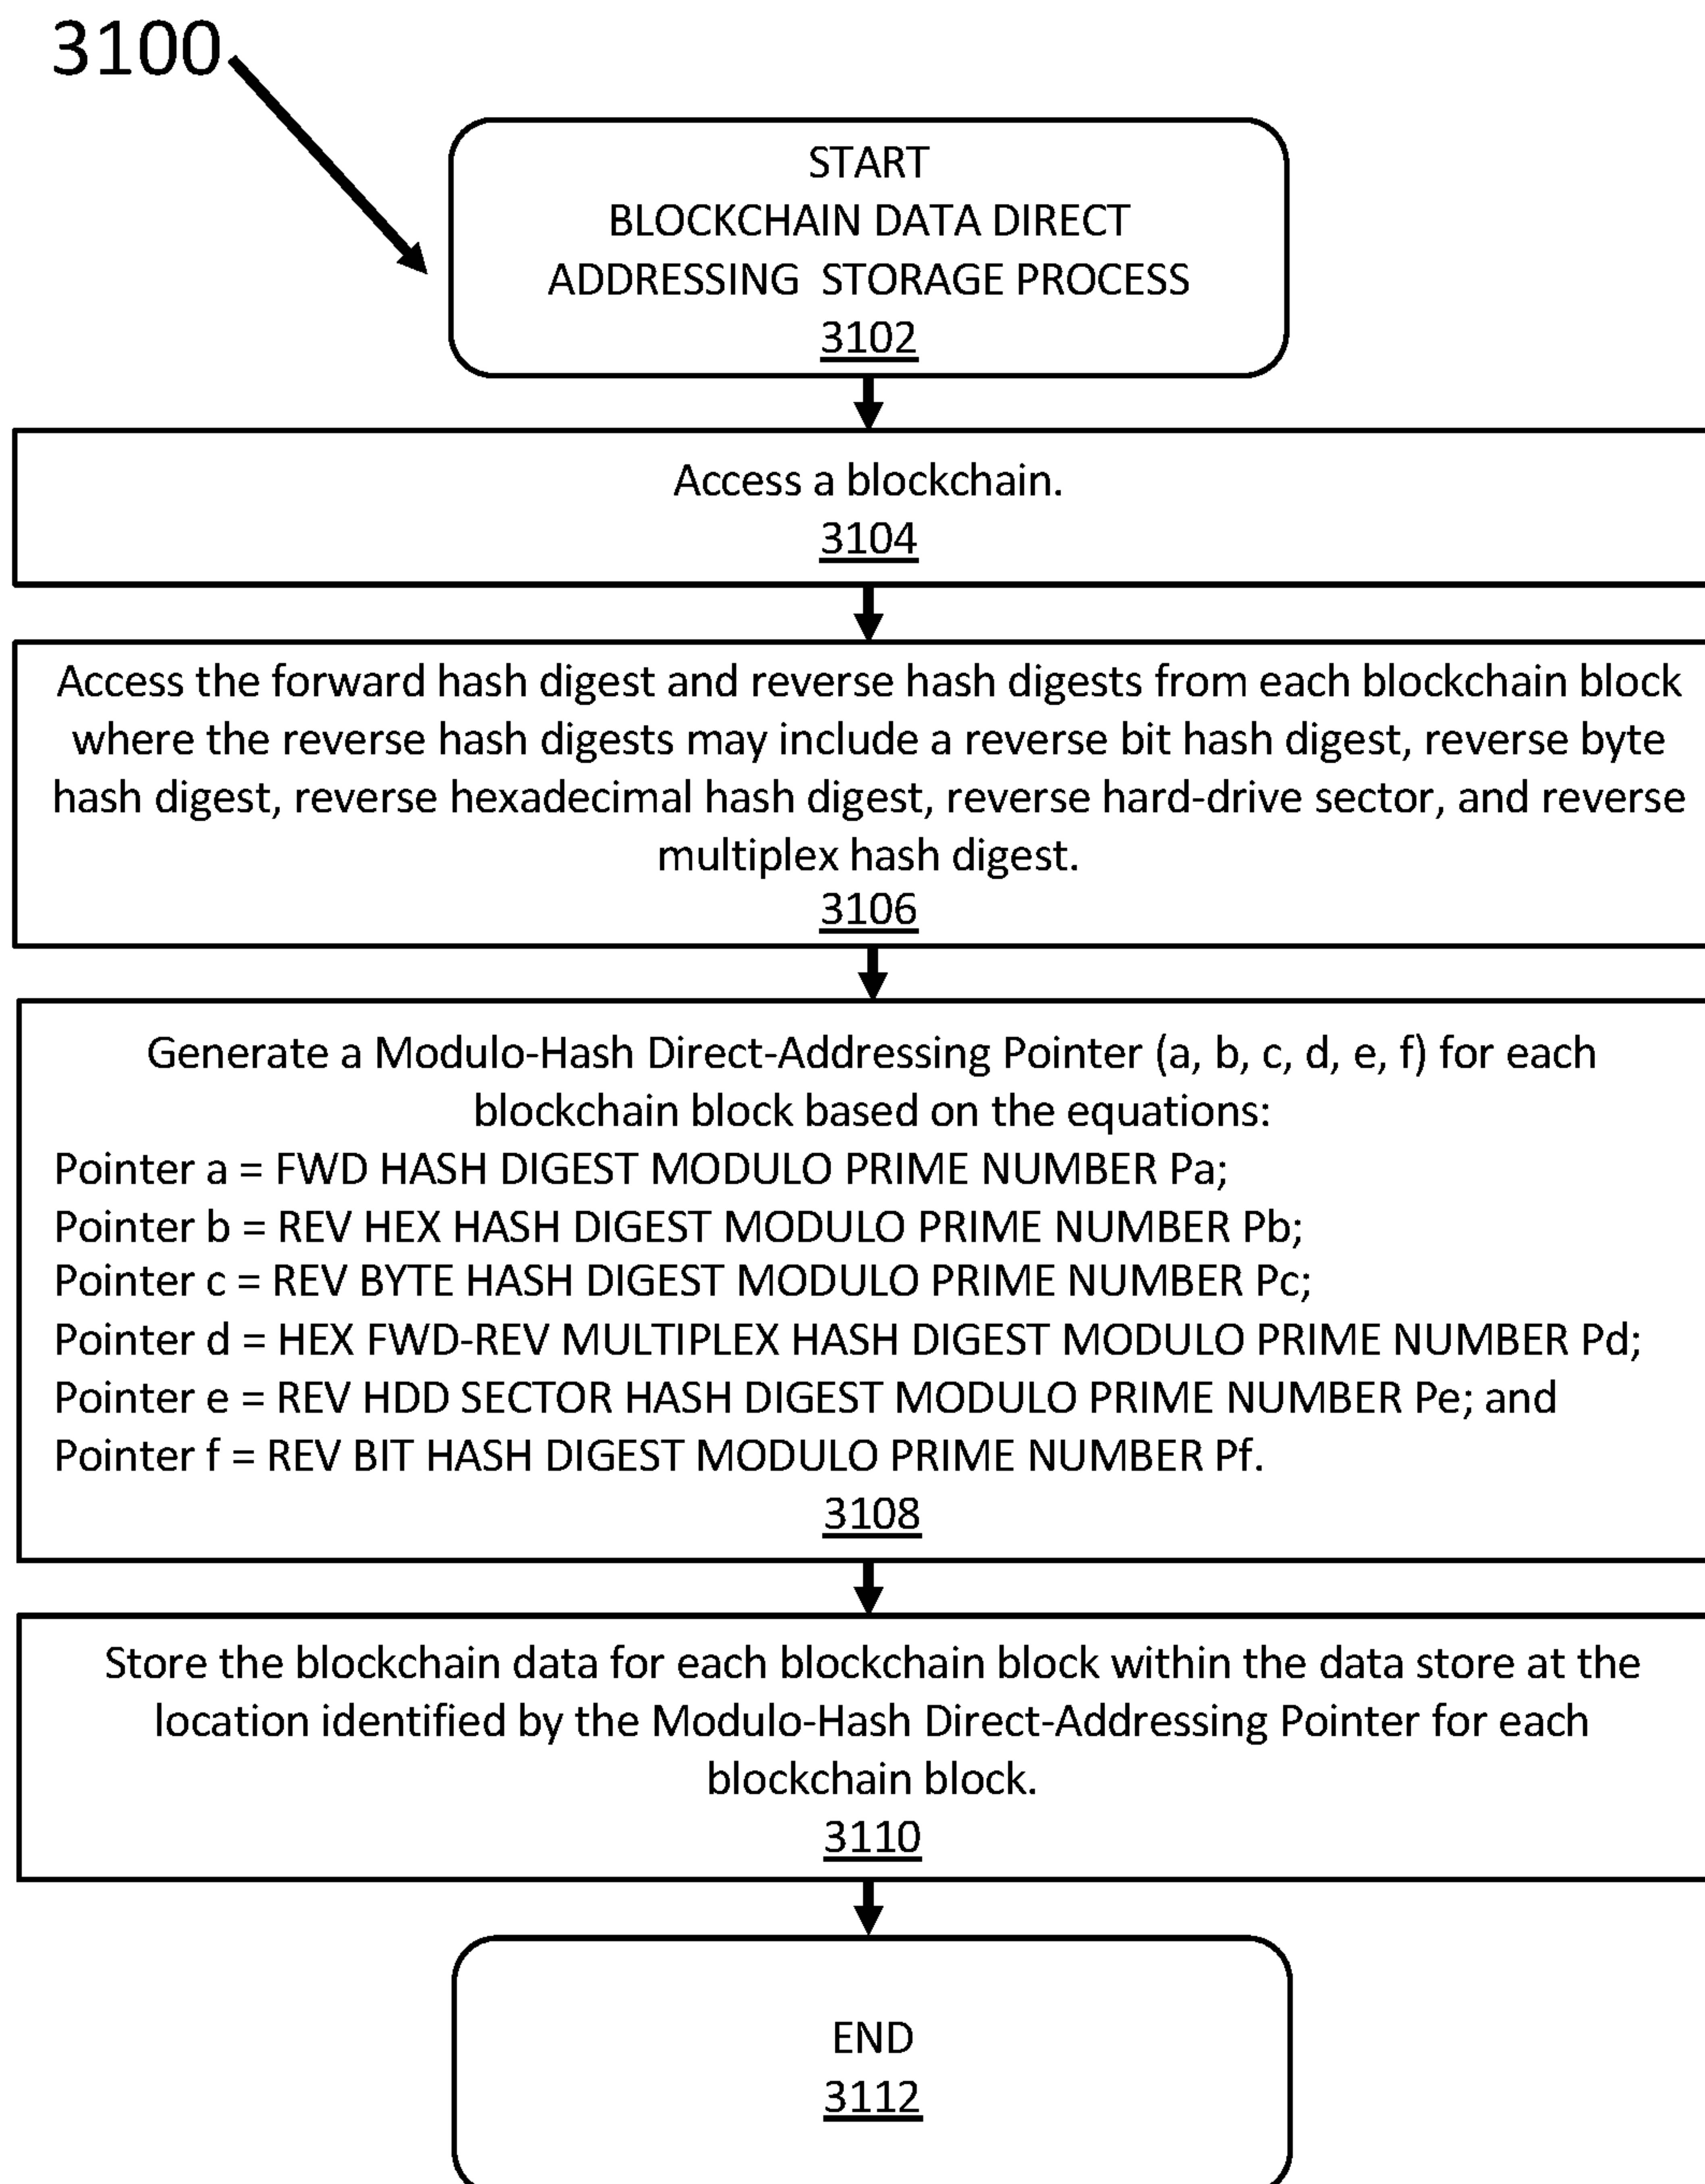 3100
START
BLOCKCHAIN DATA DIRECT
ADDRESSING STORAGE PROCESS
3102
Access a blockchain.
3104
Access the forward hash digest and reverse hash digests from each blockchain block
where the reverse hash digests may include a reverse bit hash digest, reverse byte
hash digest, reverse hexadecimal hash digest, reverse hard-drive sector, and reverse
multiplex hash digest.
3106
Generate a Modulo-Hash Direct-Addressing Pointer (a, b, c, d, e, f) for each
blockchain block based on the equations:
Pointer a = FWD HASH DIGEST MODULO PRIME NUMBER Pa;
Pointer b = REV HEX HASH DIGEST MODULO PRIME NUMBER Pb;
Pointer c = REV BYTE HASH DIGEST MODULO PRIME NUMBER Pc;
Pointer d = HEX FWD-REV MULTIPLEX HASH DIGEST MODULO PRIME NUMBER Pd;
Pointer e = REV HDD SECTOR HASH DIGEST MODULO PRIME NUMBER Pe; and
Pointer f = REV BIT HASH DIGEST MODULO PRIME NUMBER Pf.
3108
Store the blockchain data for each blockchain block within the data store at the
location identified by the Modulo-Hash Direct-Addressing Pointer for each
blockchain block.
3110
END
3112